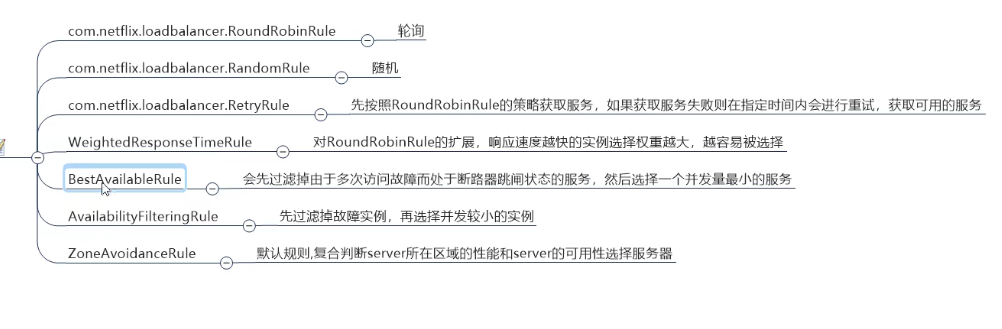 com.netflix.loadbalancer.RoundRobinRule 轮询
com.netflix.loadbalancer.RandomRule 随机
com.netflix.loadbalancer.RetryRule 先按照RoundRobinRule的策略获取服务，如果获取服务失败则在指定时间内会进行重试，获取可用的服务
WeightedResponseTimeRule 对RoundRobinRule的扩展，响应速度越快的实例选择权重越大，越容易被选择
BestAvailableRule 会先过滤掉由于多次访问故障而处于断路器跳闸状态的服务，然后选择一个并发量最小的服务
AvailabilityFilteringRule 先过滤掉故障实例，再选择并发较小的实例
ZoneAvoidanceRule 默认规则,复合判断server所在区域的性能和server的可用性选择服务器